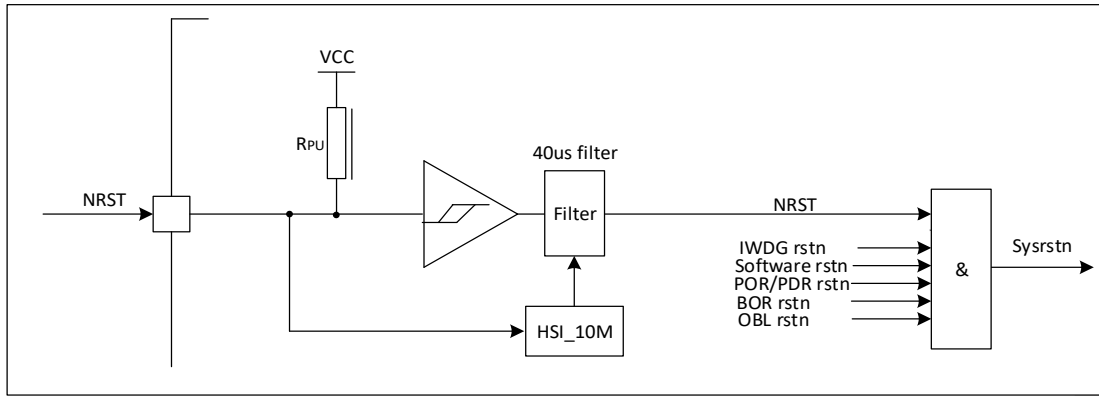 VCC
RPU
40us filter
NRST
Filter
NRST
IWDG rstn
Software rstn
POR/PDR rstn
BOR rstn
OBL rstn
&
Sysrstn
HSI_10M